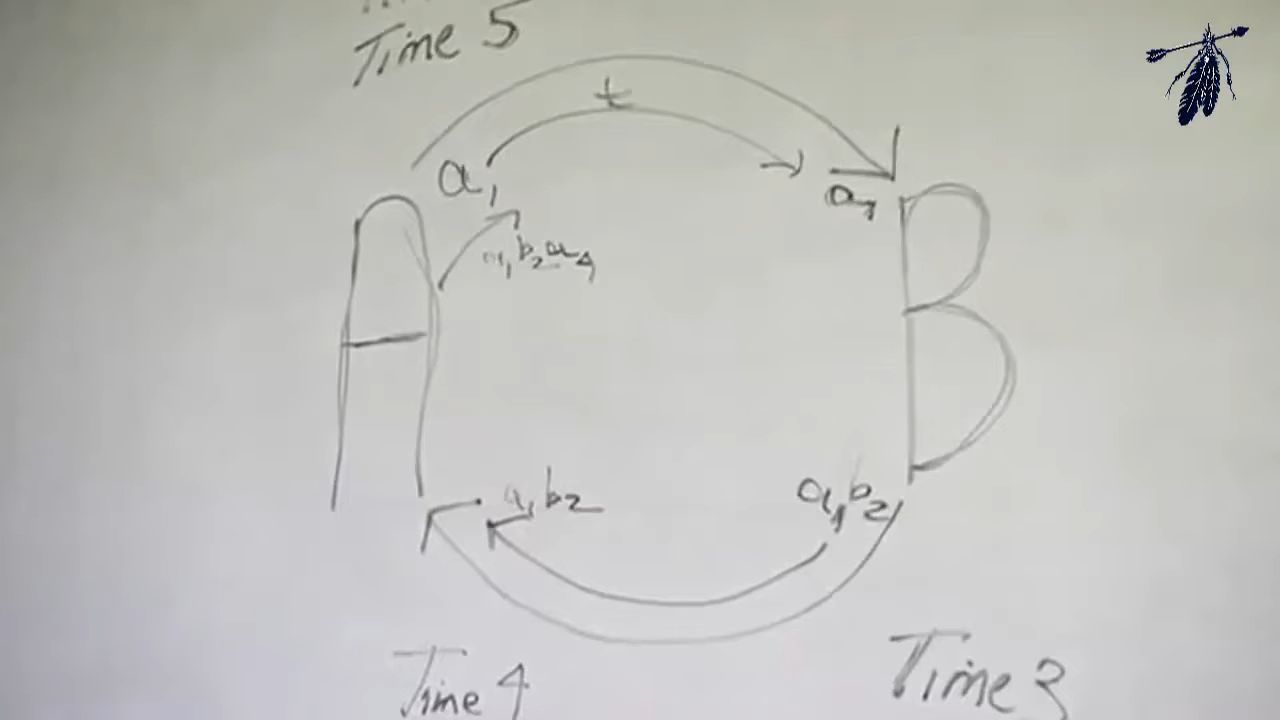 Time 5
t
a₁
a₁
a₁b₂a₄
A
B
a₁b₂
a₁b₂
Time 4
Time 3